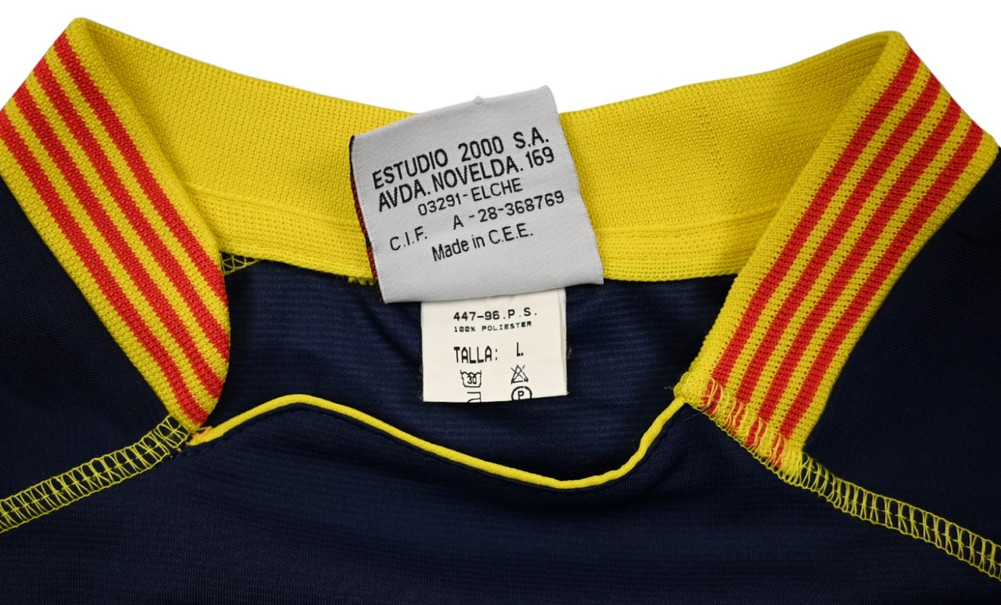 ESTUDIO 2000 S.A.
AVDA. NOVELDA. 169
03291-ELCHE
C.I.F. A-28-368769
Made in C.E.E.
447-96.P.S.
100% POLIESTER
TALLA: L
30
P